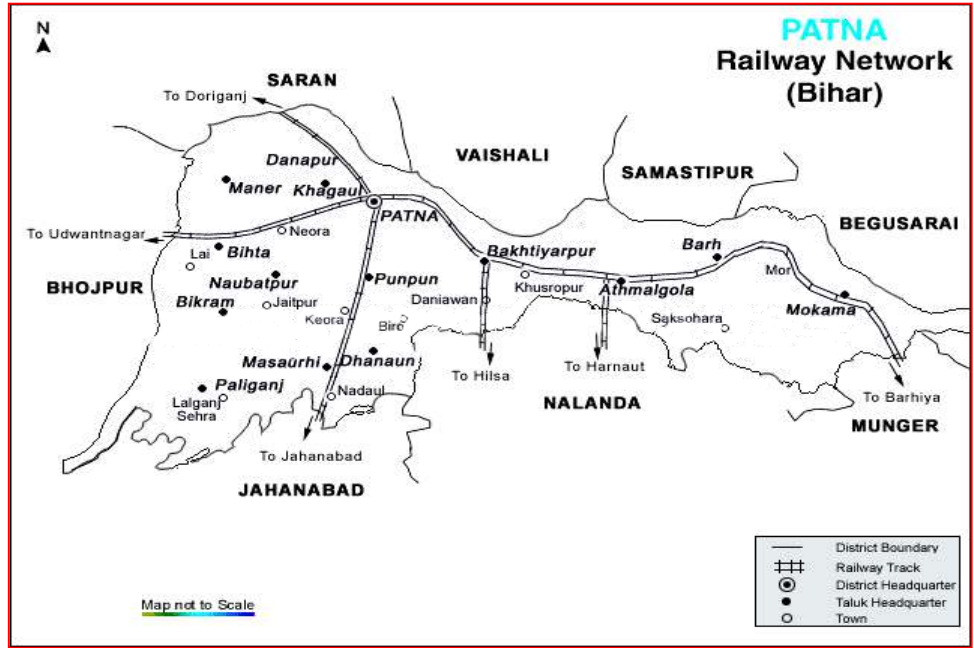 PATNA
Railway Network
(Bihar)
N
SARAN
To Doriganj
VAISHALI
SAMASTIPUR
BEGUSARAI
Danapur
Maner
Khagaul
PATNA
To Udwantnagar
Neora
Lai
Bihta
Bakhtiyarpur
Barh
BHOJPUR
Naubatpur
Punpun
Khusropur
Athmalgola
Mor
Bikram
Jaitpur
Keora
Daniawan
Biro
Saksohara
Mokama
Masaurhi
Dhanaun
To Hilsa
To Harnaut
Paliganj
Nadaul
Lalganj
Sehra
NALANDA
To Barhiya
MUNGER
To Jahanabad
JAHANABAD
District Boundary
Railway Track
District Headquarter
Taluk Headquarter
Town
Map not to Scale